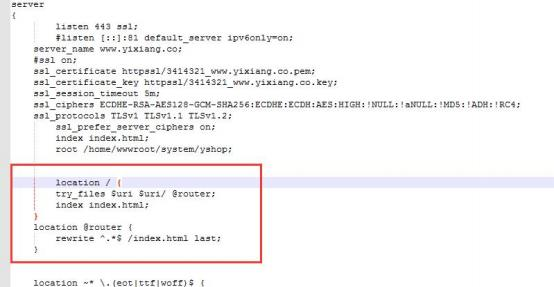 server
{
listen 443 ssl;
#listen [::]:81 default_server ipv6only=on;
server_name www.yixiang.co;
#ssl on;
ssl_certificate httpssl/3414321_www.yixiang.co.pem;
ssl_certificate_key httpssl/3414321_www.yixiang.co.key;
ssl_session_timeout 5m;
ssl_ciphers ECDHE-RSA-AES128-GCM-SHA256:ECDHE:ECDH:AES:HIGH:!NULL:!aNULL:!MD5:!ADH:!RC4;
ssl_protocols TLSv1 TLSv1.1 TLSv1.2;
ssl_prefer_server_ciphers on;
index index.html;
root /home/wwwroot/system/yshop;
location / {
try_files $uri $uri/ @router;
index index.html;
}
location @router {
rewrite ^.*$ /index.html last;
}
location ~* \.(eot|ttf|woff)$ {